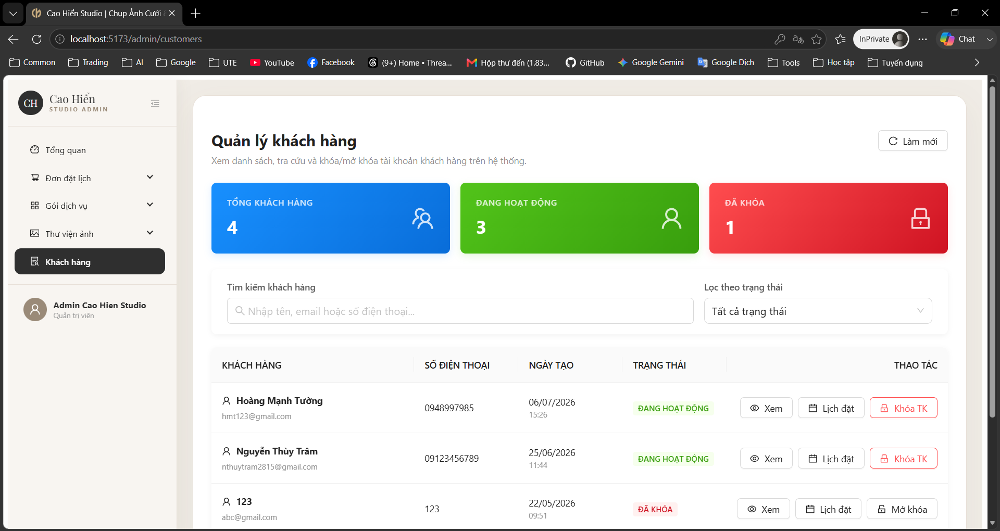 Cao Hiển Studio | Chụp Ảnh Cưới
localhost:5173/admin/customers
InPrivate
Chat
Common
Trading
AI
Google
UTE
YouTube
Facebook
(9+) Home • Threa...
Hộp thư đến (1.83...
GitHub
Google Gemini
Google Dịch
Tools
Học tập
Tuyển dụng
CH
Cao Hiển
STUDIO ADMIN
Tổng quan
Đơn đặt lịch
Gói dịch vụ
Thư viện ảnh
Khách hàng
Admin Cao Hien Studio
Quản trị viên
Quản lý khách hàng
Làm mới
Xem danh sách, tra cứu và khóa/mở khóa tài khoản khách hàng trên hệ thống.
TỔNG KHÁCH HÀNG
4
ĐANG HOẠT ĐỘNG
3
ĐÃ KHÓA
1
Tìm kiếm khách hàng
Nhập tên, email hoặc số điện thoại...
Lọc theo trạng thái
Tất cả trạng thái
KHÁCH HÀNG SỐ ĐIỆN THOẠI NGÀY TẠO TRẠNG THÁI THAO TÁC
Hoàng Mạnh Tường
hmt123@gmail.com
0948997985
06/07/2026
15:26
ĐANG HOẠT ĐỘNG
Xem
Lịch đặt
Khóa TK
Nguyễn Thùy Trâm
nthuytram2815@gmail.com
09123456789
25/06/2026
11:44
ĐANG HOẠT ĐỘNG
Xem
Lịch đặt
Khóa TK
123
abc@gmail.com
123
22/05/2026
09:51
ĐÃ KHÓA
Xem
Lịch đặt
Mở khóa